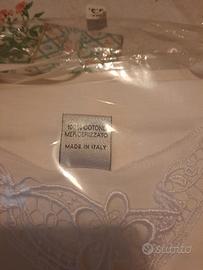 100% COTONE
MERCERIZZATO
MADE IN ITALY
subito